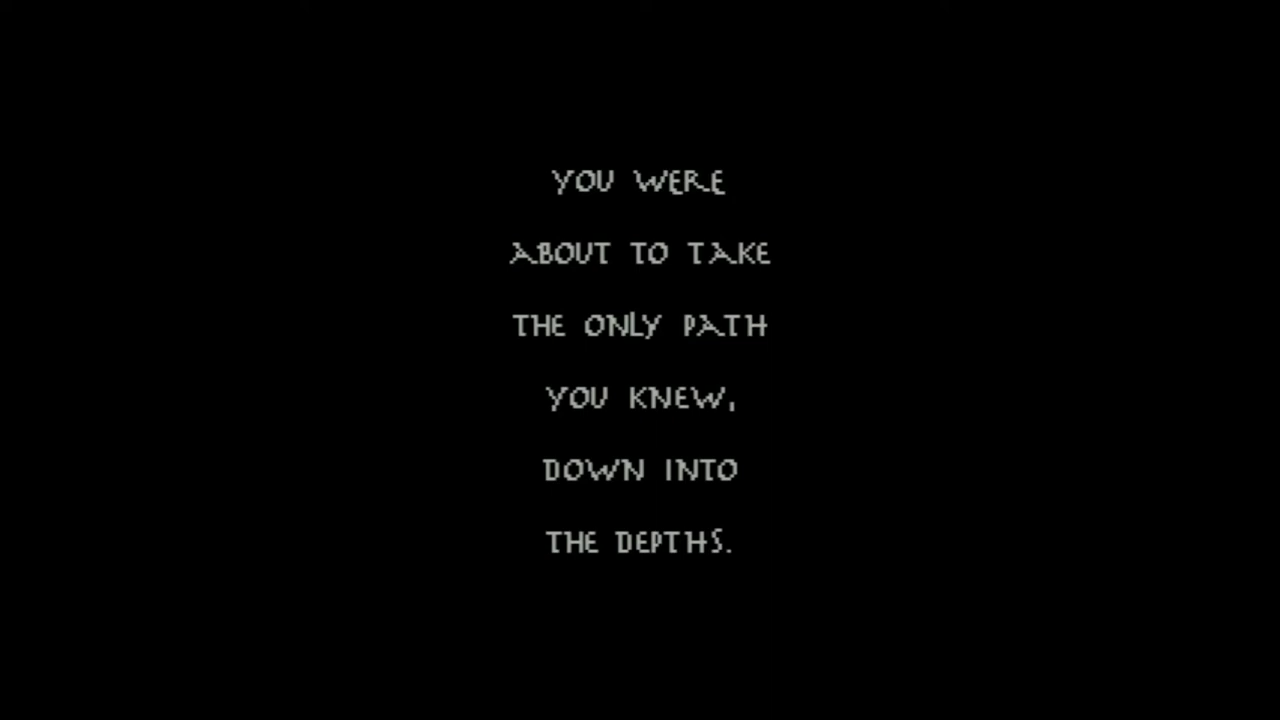 YOU WERE
ABOUT TO TAKE
THE ONLY PATH
YOU KNEW,
DOWN INTO
THE DEPTHS.